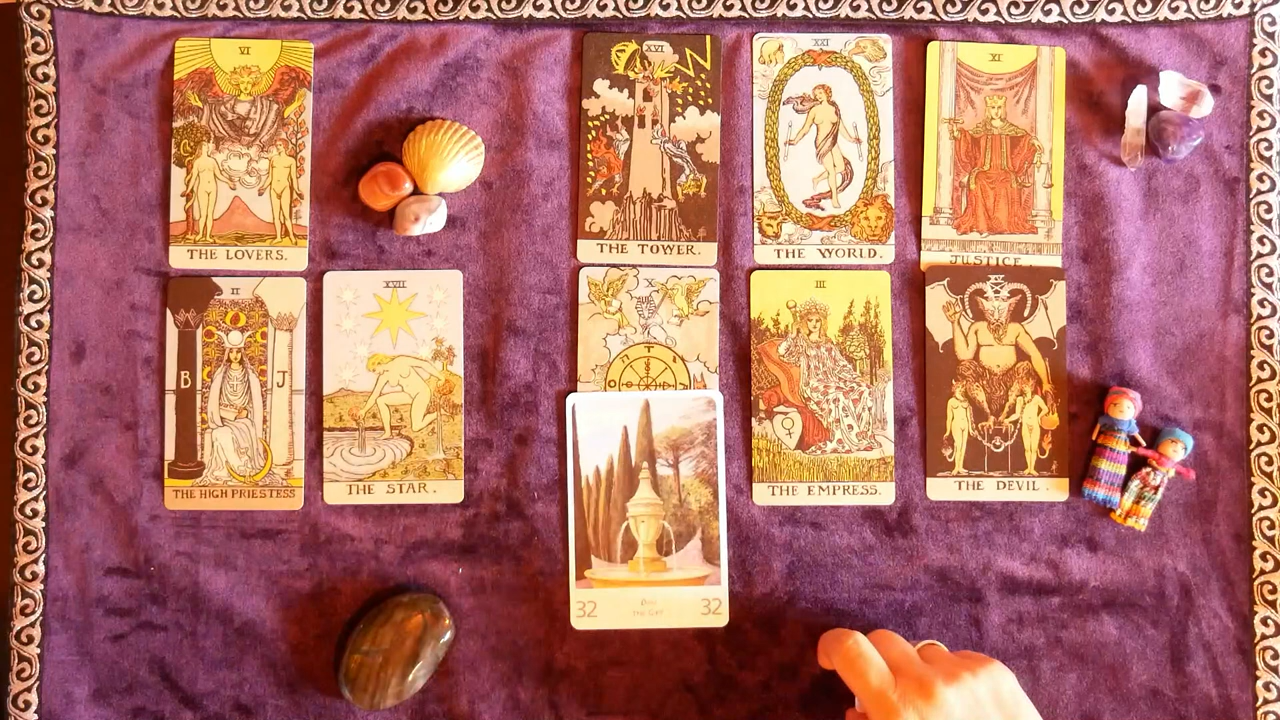 VI
THE LOVERS.
XVI
THE TOWER.
XXI
THE WORLD.
XI
JUSTICE.
II
B J
THE HIGH PRIESTESS
XVII
THE STAR.
X
III
THE EMPRESS.
XV
THE DEVIL.
32 32